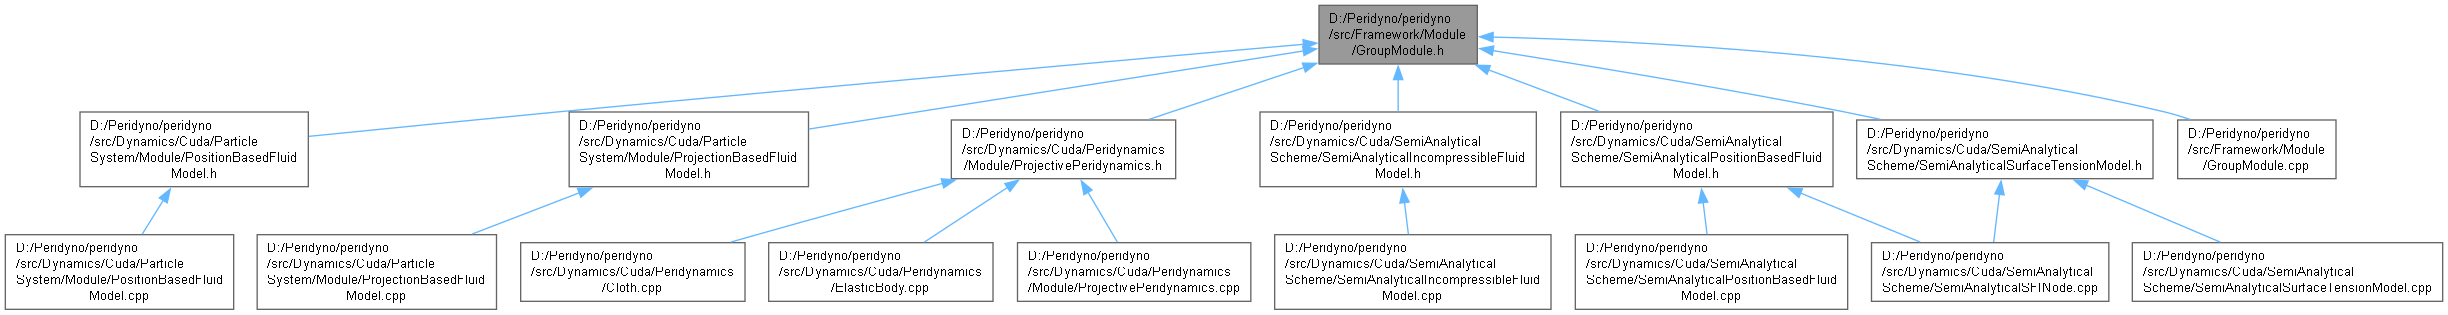 D:/Peridyno/peridyno
/src/Framework/Module
/GroupModule.h
D:/Peridyno/peridyno
/src/Dynamics/Cuda/Particle
System/Module/PositionBasedFluid
Model.h
D:/Peridyno/peridyno
/src/Dynamics/Cuda/Particle
System/Module/ProjectionBasedFluid
Model.h
D:/Peridyno/peridyno
/src/Dynamics/Cuda/Peridynamics
/Module/ProjectivePeridynamics.h
D:/Peridyno/peridyno
/src/Dynamics/Cuda/SemiAnalytical
Scheme/SemiAnalyticalIncompressibleFluid
Model.h
D:/Peridyno/peridyno
/src/Dynamics/Cuda/SemiAnalytical
Scheme/SemiAnalyticalPositionBasedFluid
Model.h
D:/Peridyno/peridyno
/src/Dynamics/Cuda/SemiAnalytical
Scheme/SemiAnalyticalSurfaceTensionModel.h
D:/Peridyno/peridyno
/src/Framework/Module
/GroupModule.cpp
D:/Peridyno/peridyno
/src/Dynamics/Cuda/Particle
System/Module/PositionBasedFluid
Model.cpp
D:/Peridyno/peridyno
/src/Dynamics/Cuda/Particle
System/Module/ProjectionBasedFluid
Model.cpp
D:/Peridyno/peridyno
/src/Dynamics/Cuda/Peridynamics
/Cloth.cpp
D:/Peridyno/peridyno
/src/Dynamics/Cuda/Peridynamics
/ElasticBody.cpp
D:/Peridyno/peridyno
/src/Dynamics/Cuda/Peridynamics
/Module/ProjectivePeridynamics.cpp
D:/Peridyno/peridyno
/src/Dynamics/Cuda/SemiAnalytical
Scheme/SemiAnalyticalIncompressibleFluid
Model.cpp
D:/Peridyno/peridyno
/src/Dynamics/Cuda/SemiAnalytical
Scheme/SemiAnalyticalPositionBasedFluid
Model.cpp
D:/Peridyno/peridyno
/src/Dynamics/Cuda/SemiAnalytical
Scheme/SemiAnalyticalSFINode.cpp
D:/Peridyno/peridyno
/src/Dynamics/Cuda/SemiAnalytical
Scheme/SemiAnalyticalSurfaceTensionModel.cpp